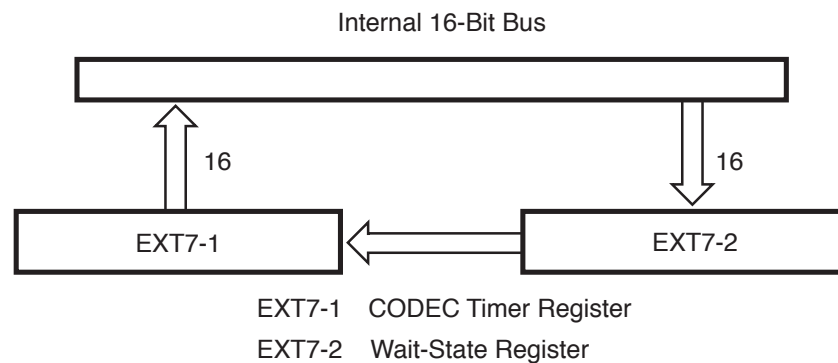 Internal 16-Bit Bus
16
16
EXT7-1
EXT7-2
EXT7-1 CODEC Timer Register
EXT7-2 Wait-State Register